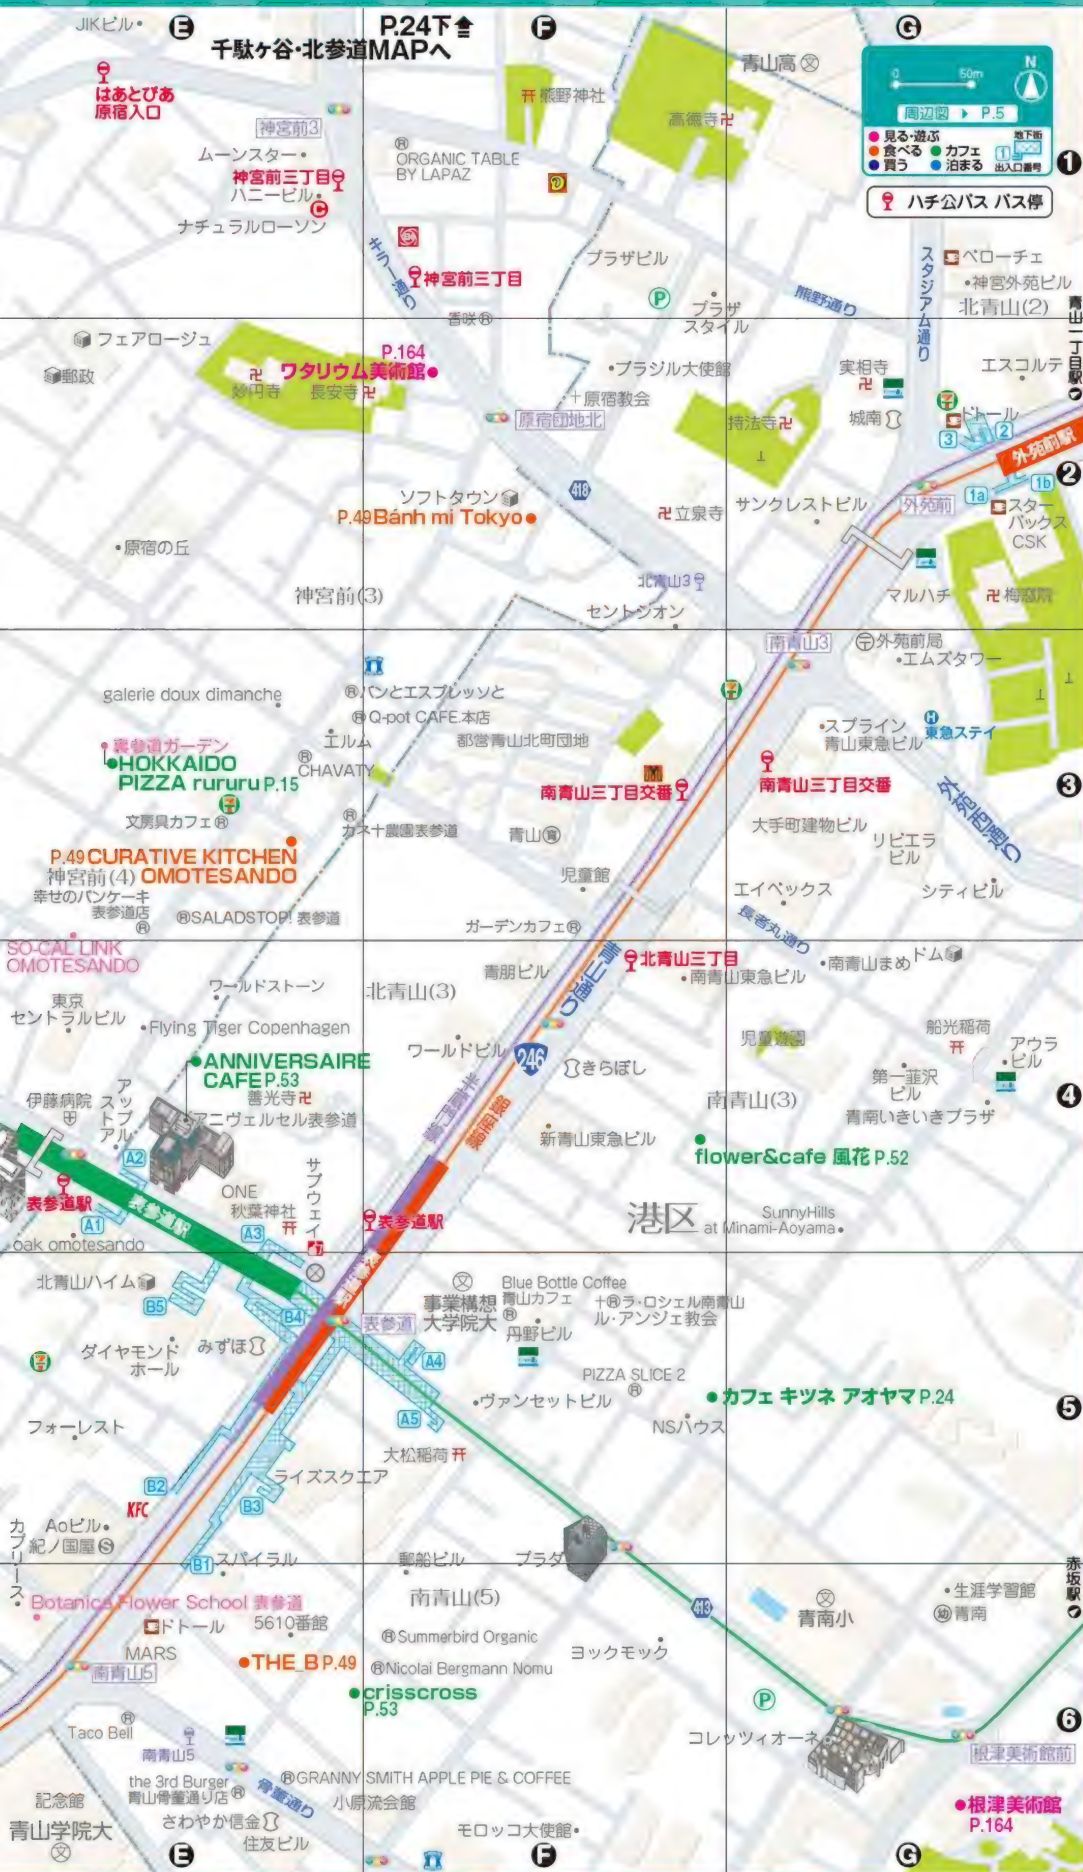 JIKビル
E
P.24下
千駄ヶ谷・北参道MAPへ
F
G
はあとぴあ
原宿入口
神宮前3
ムーンスター
神宮前三丁目
ハニービル
ナチュラルローソン
ORGANIC TABLE
BY LAPAZ
熊野神社
高徳寺
青山高
0 50m
N
周辺図 P.5
見る・遊ぶ
食べる
カフェ
買う
泊まる
地下街
出入口番号
1
ハチ公バス バス停
キラー通り
神宮前三丁目
プラザビル
P
プラザ
スタイル
熊野通り
スタジアム通り
ベローチェ
神宮外苑ビル
北青山(2)
青山一丁目駅
香咲
フェアロージュ
郵政
妙円寺
長安寺
P.164
ワタリウム美術館
ブラジル大使館
原宿教会
原宿団地北
実相寺
城南
エスコルテ
ドトール
持法寺
3
2
外苑前駅
2
418
ソフトタウン
P.49 Bánh mi Tokyo
立泉寺
サンクレストビル
外苑前
1a
1b
スター
バックス
CSK
原宿の丘
神宮前(3)
北青山3
セントシオン
マルハチ
梅窓院
南青山3
外苑前局
エムズタワー
galerie doux dimanche
パンとエスプレッソと
Q-pot CAFE.本店
エルム
都営青山北町団地
裏参道ガーデン
HOKKAIDO
PIZZA rururu P.15
CHAVATY
スプライン
青山東急ビル
東急ステイ
南青山三丁目交番
南青山三丁目交番
3
外苑西通り
文房具カフェ
カス十農園表参道
青山
大手町建物ビル
リビエラ
ビル
P.49 CURATIVE KITCHEN
OMOTESANDO
神宮前(4)
幸せのパンケーキ
表参道店
児童館
エイベックス
シティビル
SALADSTOP! 表参道
ガーデンカフェ
長者丸通り
SO-CAL LINK
OMOTESANDO
青山通り
北青山三丁目
南青山東急ビル
南青山まめ
ドム
青朋ビル
東京
セントラルビル
ワールドストーン
北青山(3)
Flying Tiger Copenhagen
児童遊園
船光稲荷
アウラ
ビル
ANNIVERSAIRE
CAFE P.53
ワールドビル
246
きらぼし
第一韮沢
ビル
4
伊藤病院
アットプアル
善光寺
アニヴェルセル表参道
半蔵門線
銀座線
南青山(3)
青南いきいきプラザ
新青山東急ビル
flower&cafe 風花 P.52
A2
表参道駅
表参道駅
A1
ONE
秋葉神社
サブウェイ
表参道駅
港区
SunnyHills
at Minami-Aoyama
oak omotesando
A3
北青山ハイム
B5
B4
表参道
事業構想
大学院大
Blue Bottle Coffee
青山カフェ
丹野ビル
ラ・ロシェル南青山
ル・アンジェ教会
ダイヤモンド
ホール
みずほ
A4
PIZZA SLICE 2
カフェ キツネ アオヤマ P.24
5
ヴァンセットビル
NSハウス
フォーレスト
A5
大松稲荷
B2
ライズスクエア
KFC
B3
カプリース
Aoビル
紀ノ国屋
B1
スパイラル
郵船ビル
プラダ
赤坂駅
Botanica Flower School 表参道
ドトール
5610番館
南青山(5)
413
青南小
生涯学習館
青南
MARS
THE_B P.49
Summerbird Organic
ヨックモック
南青山5
Nicolai Bergmann Nomu
crisscross
P.53
P
6
Taco Bell
南青山5
コレッツィオーネ
根津美術館前
the 3rd Burger
青山骨董通り店
骨董通り
GRANNY SMITH APPLE PIE & COFFEE
記念館
小原流会館
根津美術館
P.164
青山学院大
さわやか信金
住友ビル
モロッコ大使館
E
F
G